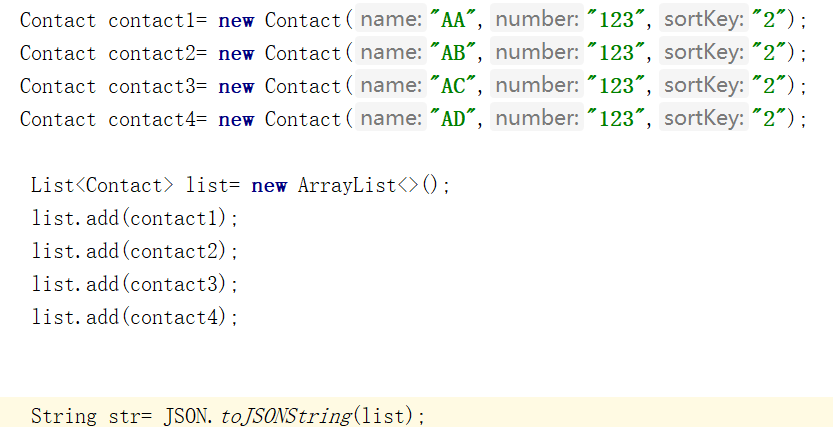 Contact contact1= new Contact( name: "AA", number: "123", sortKey: "2");
Contact contact2= new Contact( name: "AB", number: "123", sortKey: "2");
Contact contact3= new Contact( name: "AC", number: "123", sortKey: "2");
Contact contact4= new Contact( name: "AD", number: "123", sortKey: "2");
List<Contact> list= new ArrayList<>();
list.add(contact1);
list.add(contact2);
list.add(contact3);
list.add(contact4);
String str= JSON.toJSONString(list);